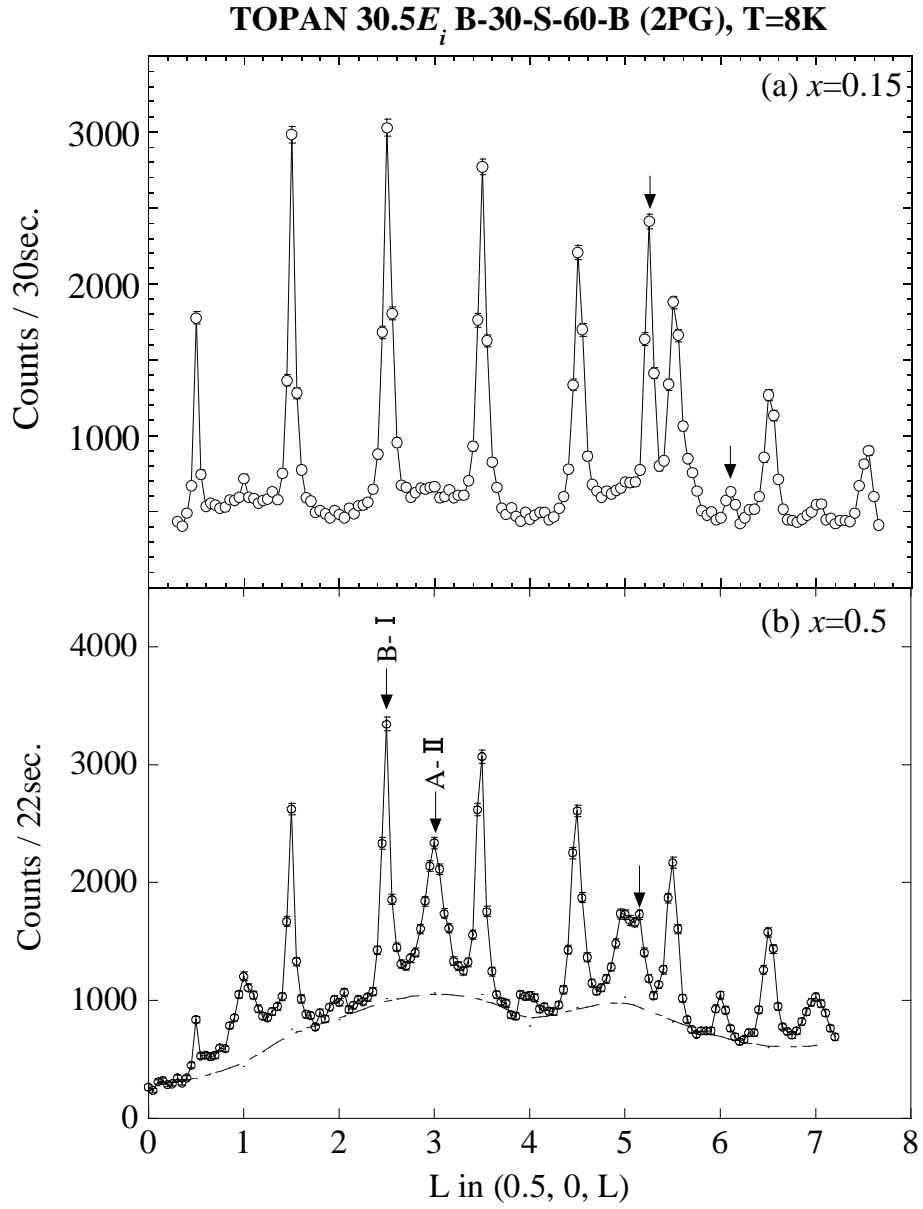 TOPAN 30.5E_i B-30-S-60-B (2PG), T=8K
(a) x=0.15
3000
2000
1000
Counts / 30sec.
(b) x=0.5
B-I
A-II
4000
3000
2000
1000
0
Counts / 22sec.
0 1 2 3 4 5 6 7 8
L in (0.5, 0, L)